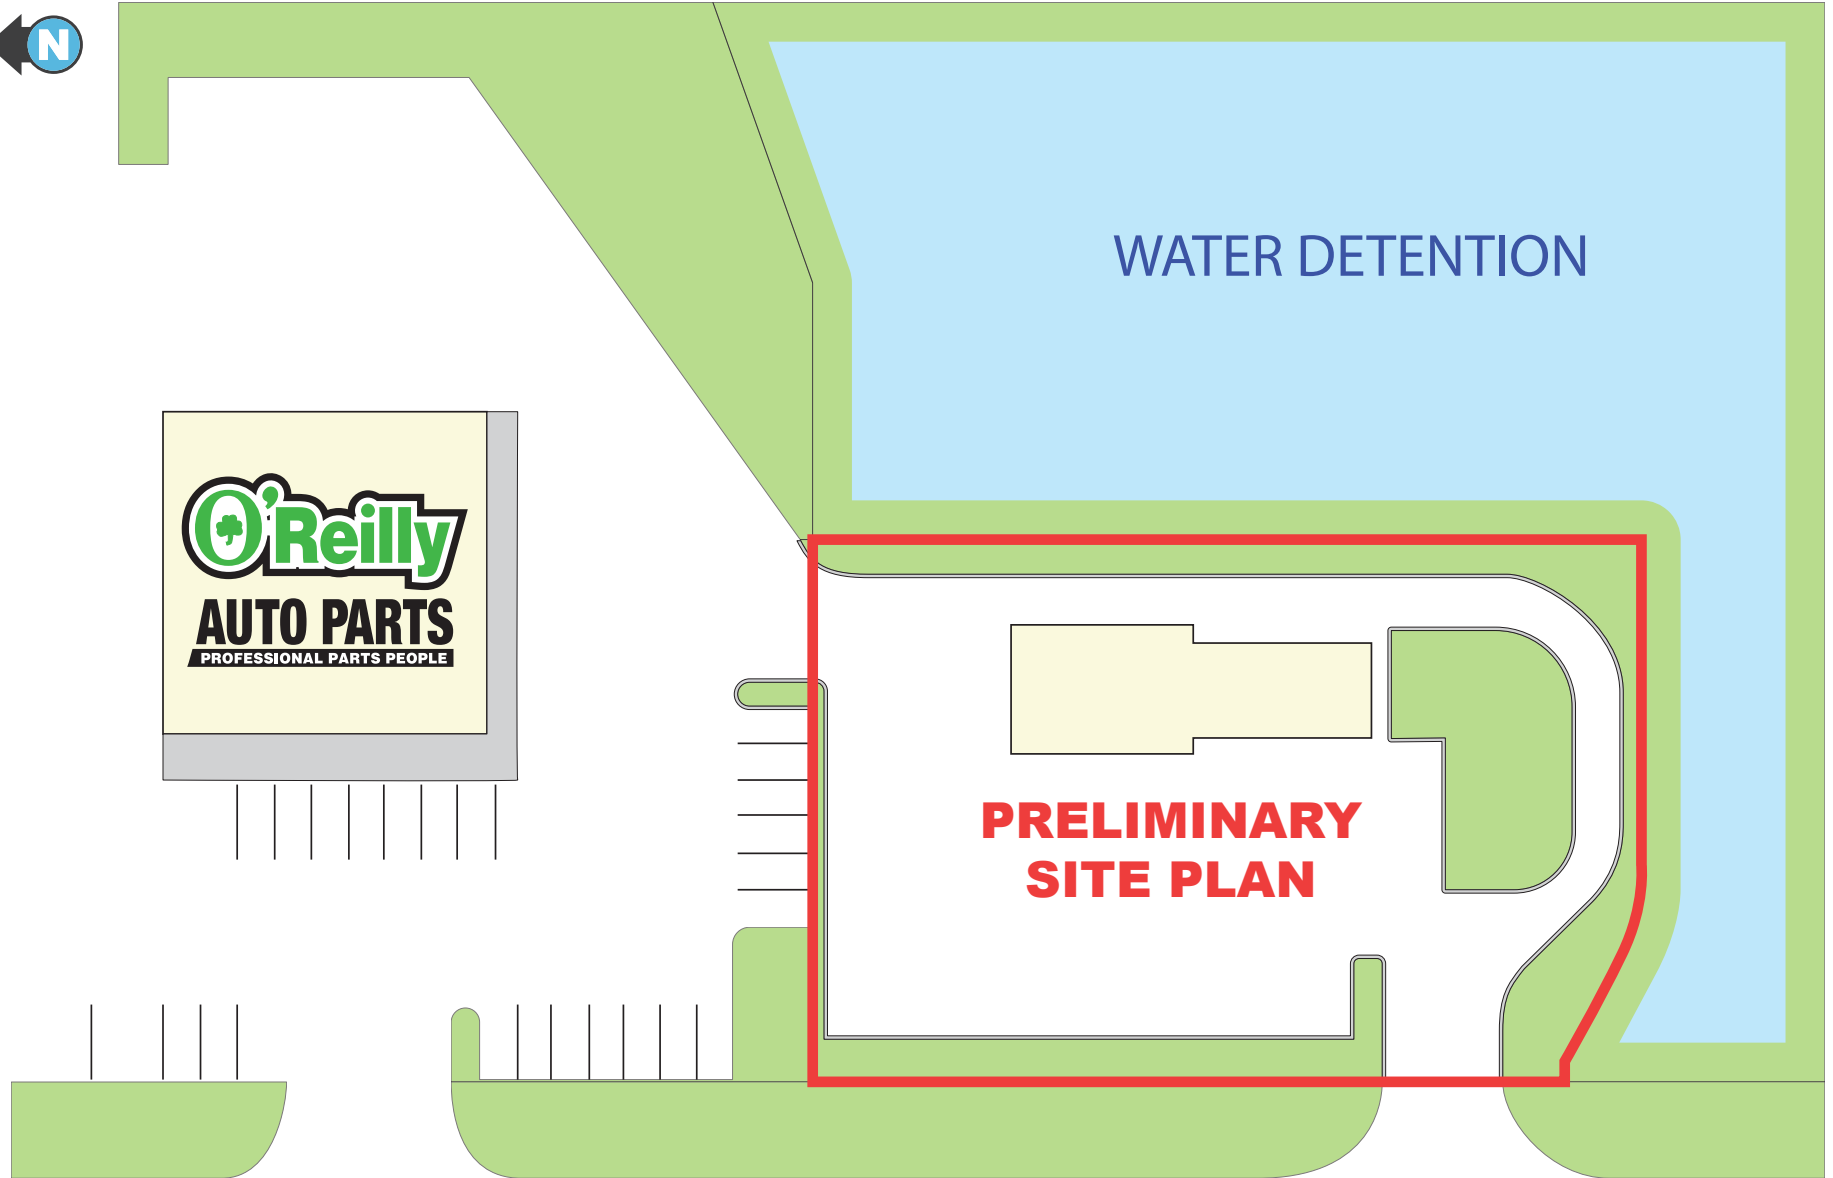 N
WATER DETENTION
O'Reilly
AUTO PARTS
PROFESSIONAL PARTS PEOPLE
PRELIMINARY
SITE PLAN